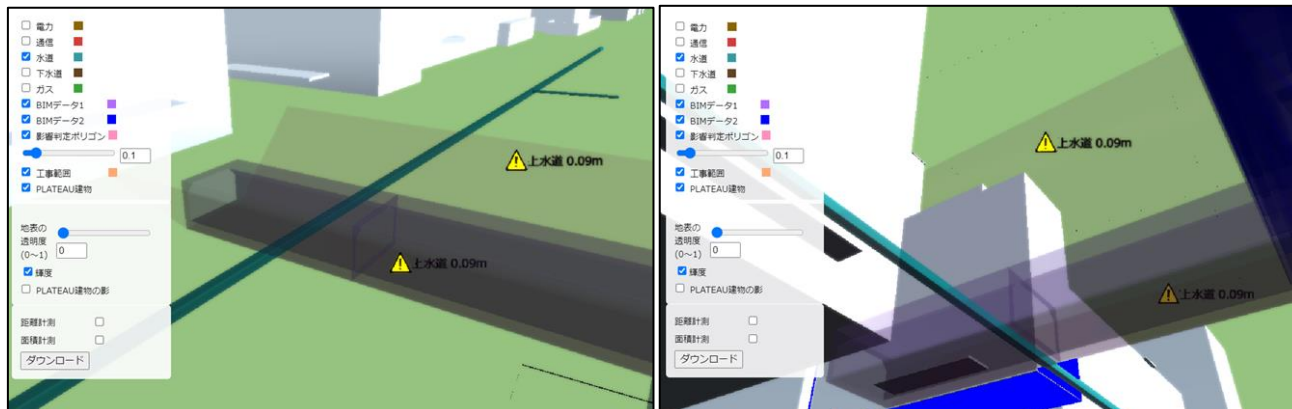 電力
通信
水道
下水道
ガス
BIMデータ1
BIMデータ2
影響判定ポリゴン
0.1
工事範囲
PLATEAU建物
地表の
透明度
(0～1)
0
輝度
PLATEAU建物の影
距離計測
面積計測
ダウンロード
上水道 0.09m
上水道 0.09m
電力
通信
水道
下水道
ガス
BIMデータ1
BIMデータ2
影響判定ポリゴン
0.1
工事範囲
PLATEAU建物
地表の
透明度
(0～1)
0
輝度
PLATEAU建物の影
距離計測
面積計測
ダウンロード
上水道 0.09m
上水道 0.09m